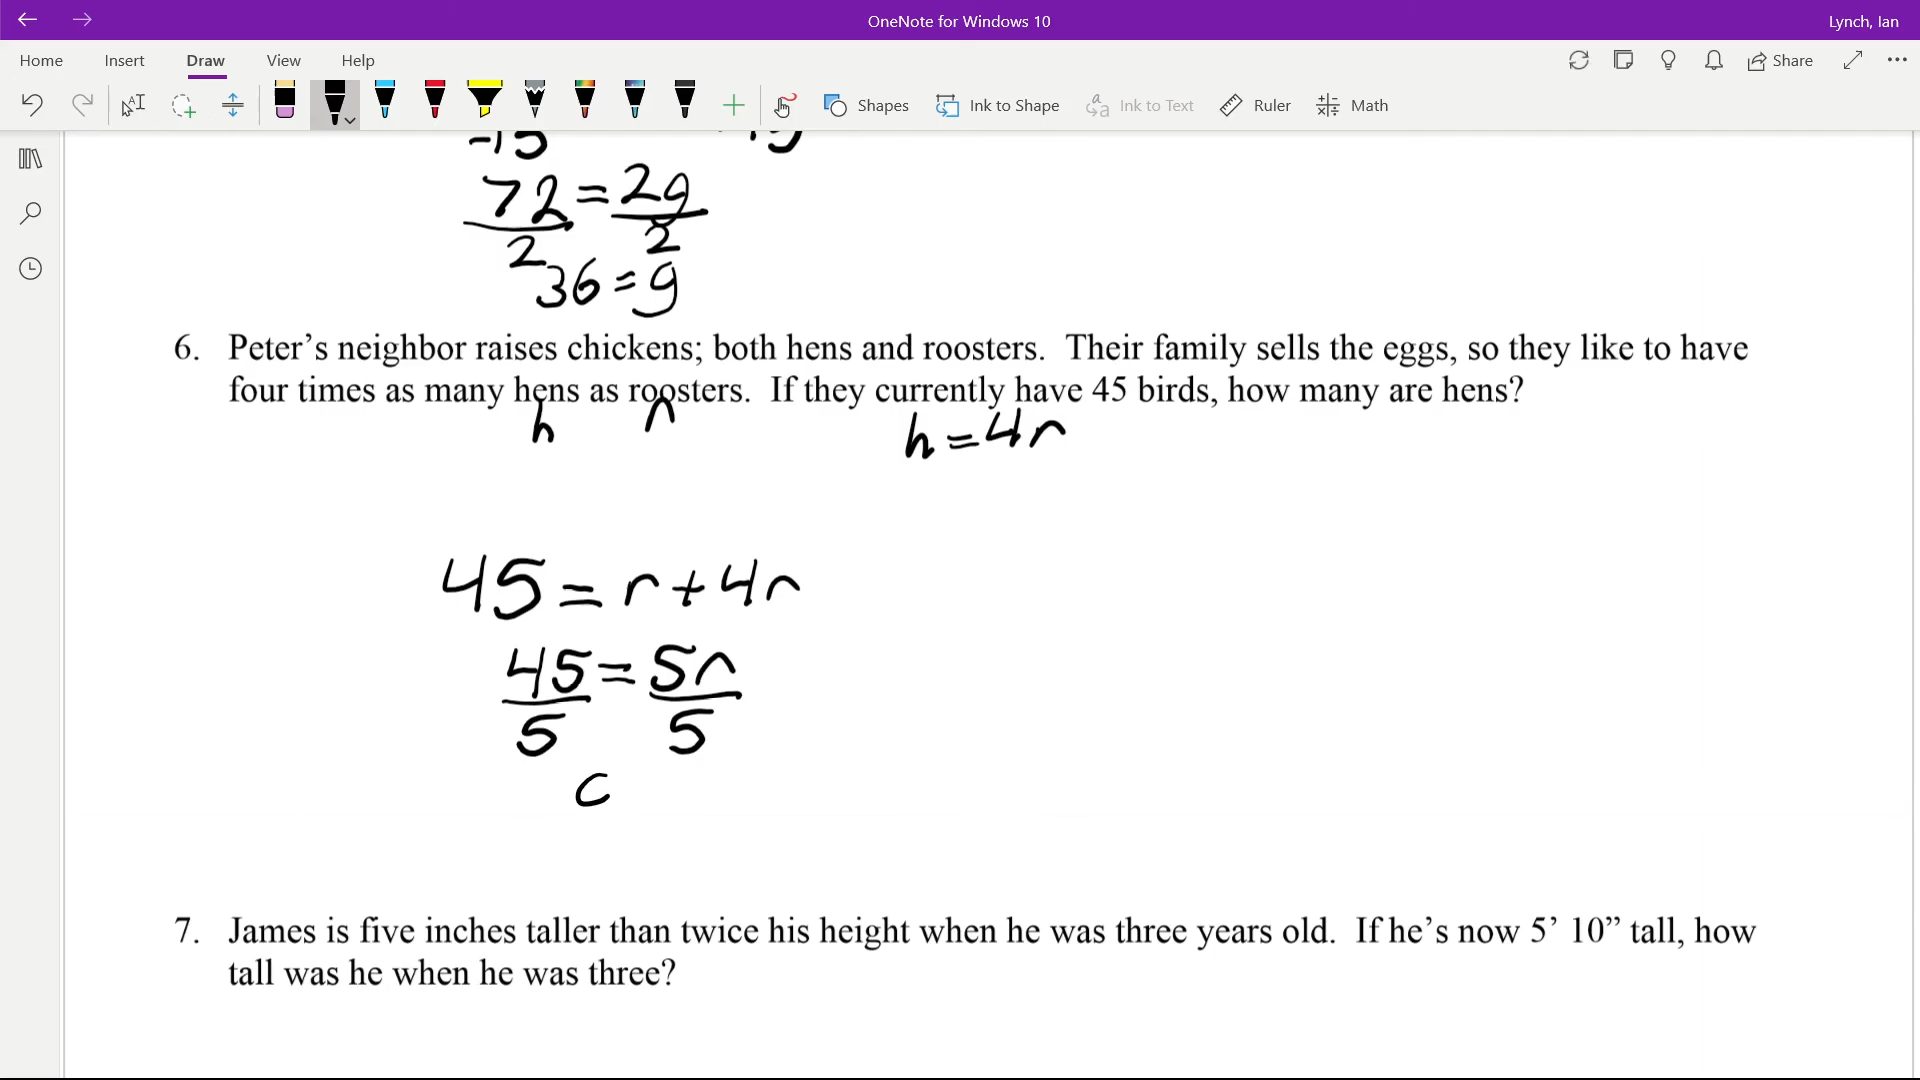 OneNote for Windows 10
Lynch, Ian
Home Insert Draw View Help
Share
Shapes Ink to Shape Ink to Text Ruler Math
-15
72 = 2g
2 2
36 = g
6. Peter’s neighbor raises chickens; both hens and roosters. Their family sells the eggs, so they like to have
four times as many hens as roosters. If they currently have 45 birds, how many are hens?
h r h = 4r
45 = r + 4r
45 = 5r
5 5
7. James is five inches taller than twice his height when he was three years old. If he’s now 5’ 10” tall, how
tall was he when he was three?